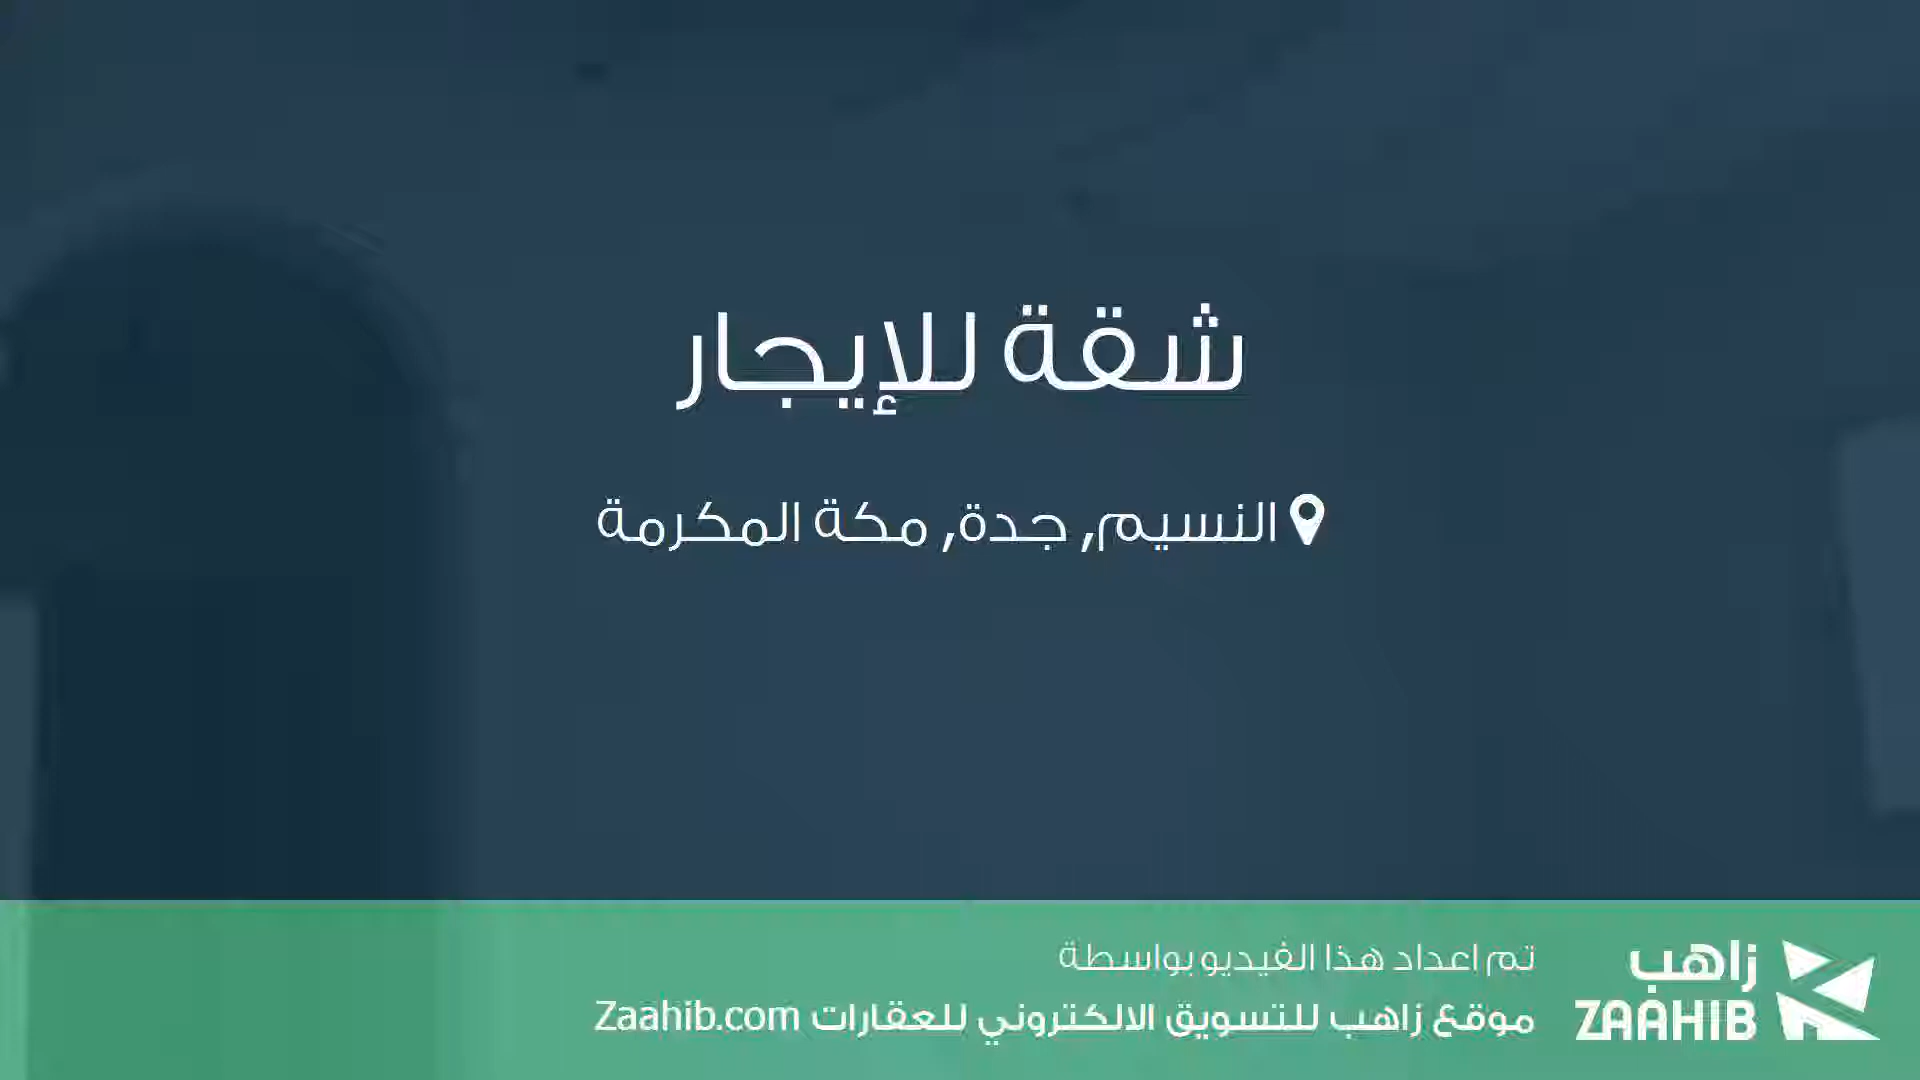 شقة للإيجار
النسيم, جدة, مكة المكرمة
تم اعداد هذا الفيديو بواسطة
موقع زاهب للتسويق الالكتروني للعقارات Zaahib.com
زاهب
ZAAHIB